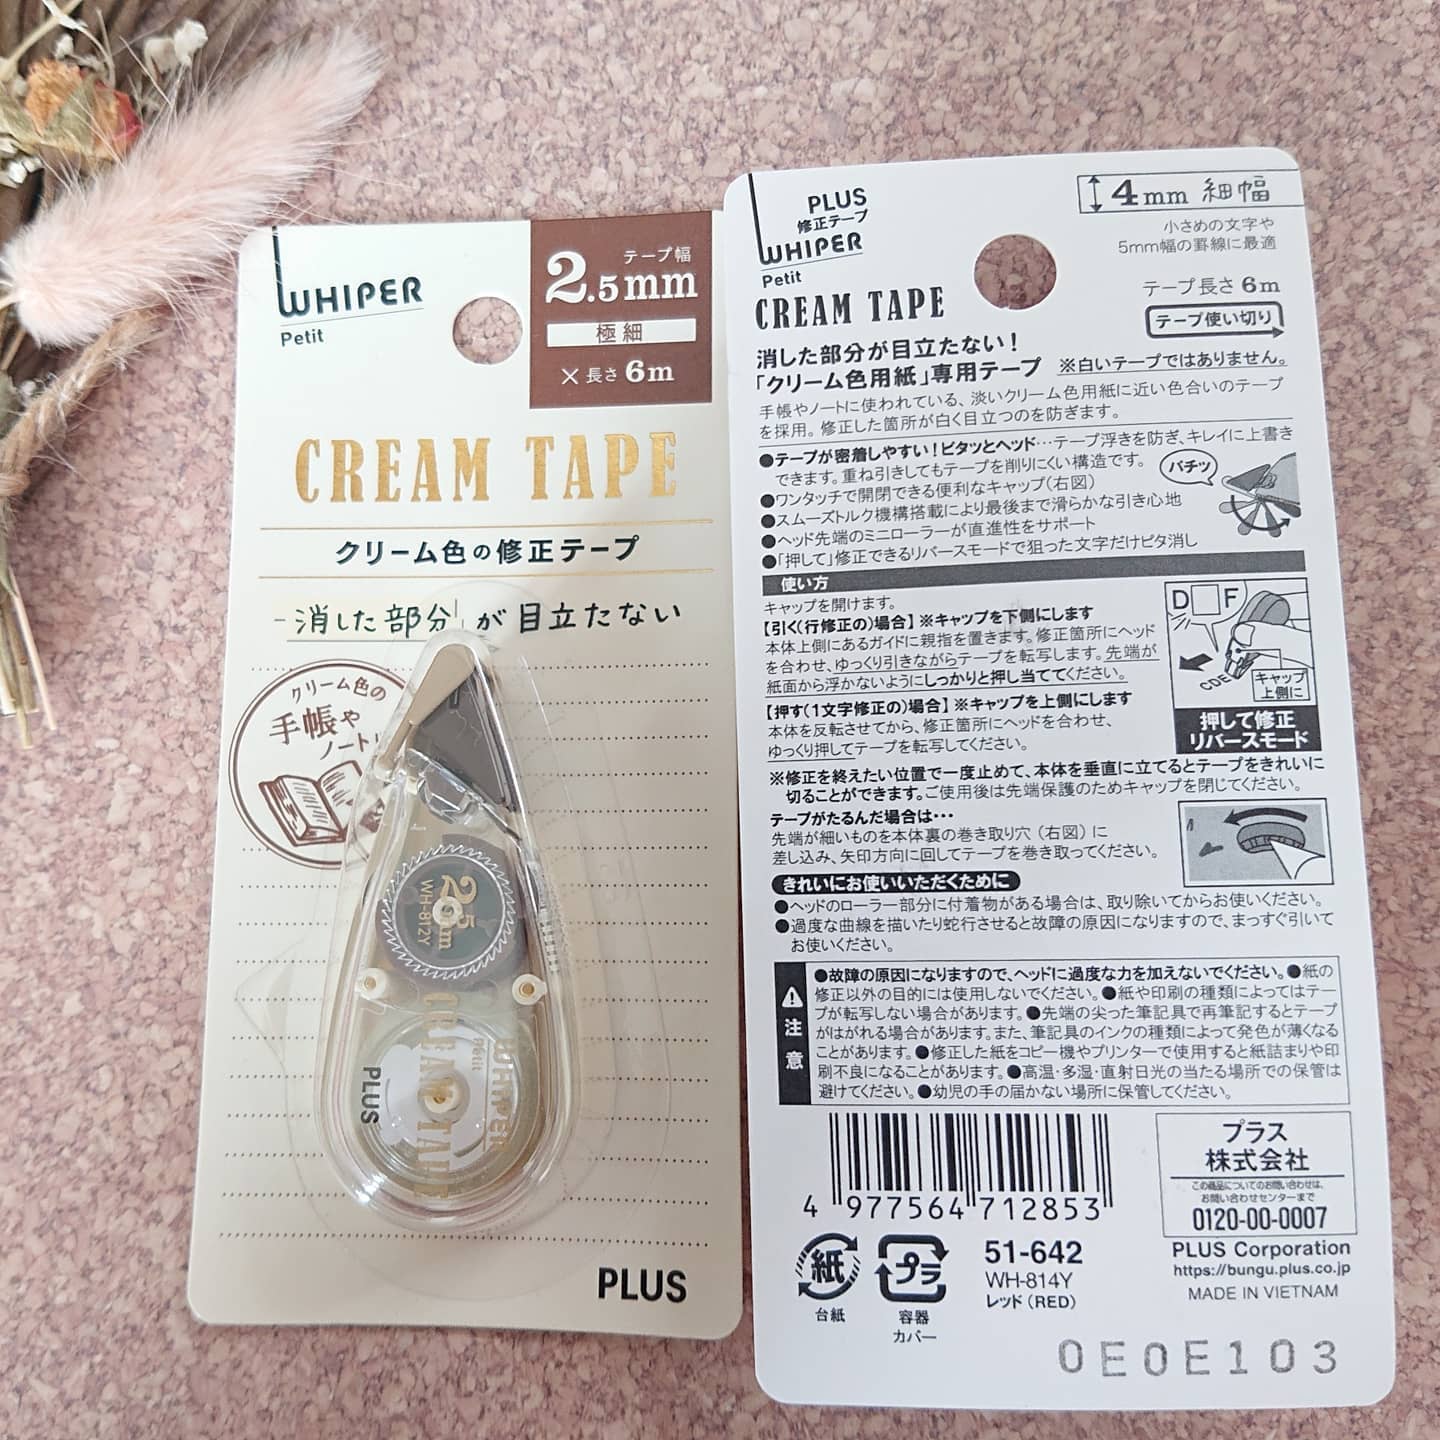 WHIPER
Petit
テープ幅
2.5mm
極細
×長さ6m
CREAM TAPE
クリーム色の修正テープ
消した部分が目立たない
クリーム色の
手帳や
ノートに
2.5mm
WH-812Y
CREAM TAPE
WHIPER
Petit
PLUS
PLUS
PLUS
修正テープ
WHIPER
Petit
CREAM TAPE
4mm 細幅
小さめの文字や
5mm幅の罫線に最適
テープ長さ6m
テープ使い切り
消した部分が目立たない!
「クリーム色用紙」専用テープ ※白いテープではありません。
手帳やノートに使われている、淡いクリーム色用紙に近い色合いのテープ
を採用。修正した箇所が白く目立つのを防ぎます。
●テープが密着しやすい!ピタッとヘッド…テープ浮きを防ぎ、キレイに上書き
できます。重ね引きしてもテープを削りにくい構造です。
パチッ
●ワンタッチで開閉できる便利なキャップ(右図)
●スムーズトルク機構搭載により最後まで滑らかな引き心地
●ヘッド先端のミニローラーが直進性をサポート
●「押して」修正できるリバースモードで狙った文字だけピタ消し
使い方
キャップを開けます。
【引く(行修正の)場合】※キャップを下側にします
本体上側にあるガイドに親指を置きます。修正箇所にヘッド
を合わせ、ゆっくり引きながらテープを転写します。先端が
紙面から浮かないようにしっかりと押し当ててください。
【押す(1文字修正の)場合】※キャップを上側にします
本体を反転させてから、修正箇所にヘッドを合わせ、
ゆっくり押してテープを転写してください。
D F
CDE
キャップ
上側に
押して修正
リバースモード
※修正を終えたい位置で一度止めて、本体を垂直に立てるとテープをきれいに
切ることができます。ご使用後は先端保護のためキャップを閉じてください。
テープがたるんだ場合は…
先端が細いものを本体裏の巻き取り穴(右図)に
差し込み、矢印方向に回してテープを巻き取ってください。
きれいにお使いいただくために
●ヘッドのローラー部分に付着物がある場合は、取り除いてからお使いください。
●過度な曲線を描いたり蛇行させると故障の原因になりますので、まっすぐ引いて
お使いください。
注意
●故障の原因になりますので、ヘッドに過度な力を加えないでください。●紙の
修正以外の目的には使用しないでください。●紙や印刷の種類によってはテー
プが転写しない場合があります。●先端の尖った筆記具で再筆記するとテープ
がはがれる場合があります。また、筆記具のインクの種類によって発色が薄くなる
ことがあります。●修正した紙をコピー機やプリンターで使用すると紙詰まりや印
刷不良になることがあります。●高温・多湿・直射日光の当たる場所での保管は
避けてください。●幼児の手の届かない場所に保管してください。
4 977564 712853
プラス
株式会社
この商品についてのお問い合わせは、
お問い合わせセンターまで
0120-00-0007
紙
台紙
プラ
容器
カバー
51-642
WH-814Y
レッド(RED)
PLUS Corporation
https://bungu.plus.co.jp
MADE IN VIETNAM
0E0E103